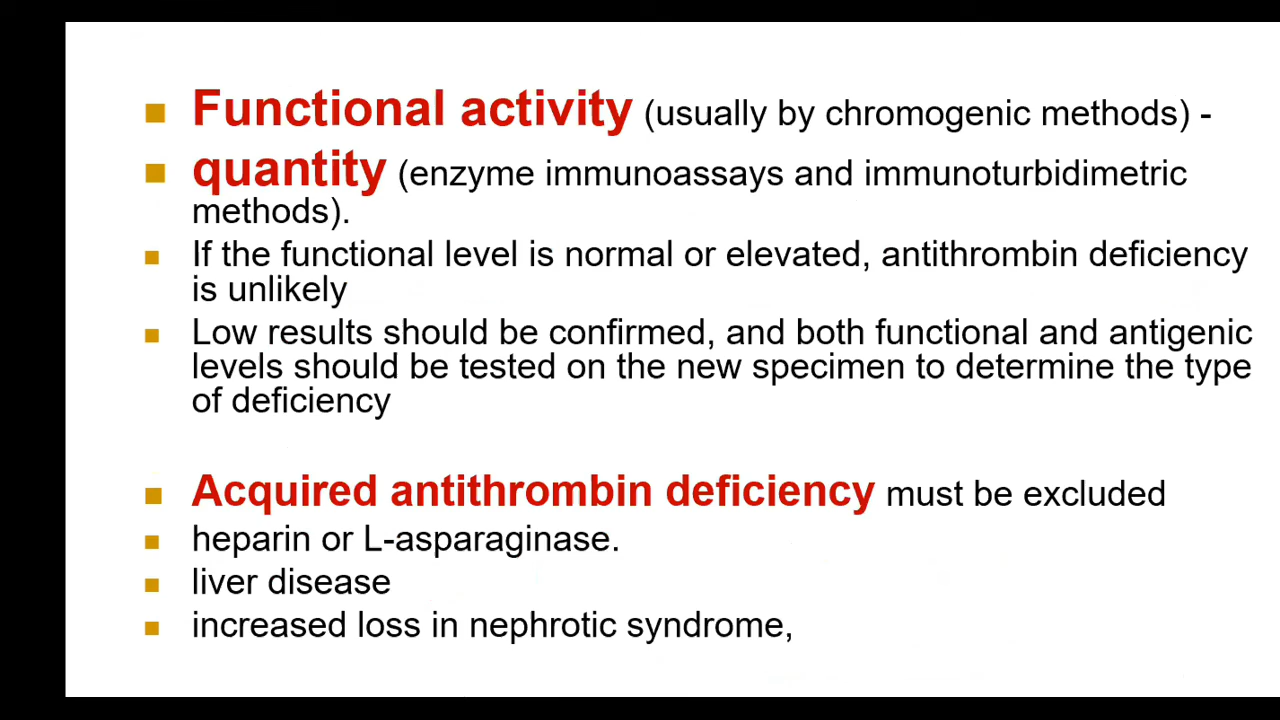 Functional activity (usually by chromogenic methods) -
quantity (enzyme immunoassays and immunoturbidimetric
methods).
If the functional level is normal or elevated, antithrombin deficiency
is unlikely
Low results should be confirmed, and both functional and antigenic
levels should be tested on the new specimen to determine the type
of deficiency
Acquired antithrombin deficiency must be excluded
heparin or L-asparaginase.
liver disease
increased loss in nephrotic syndrome,